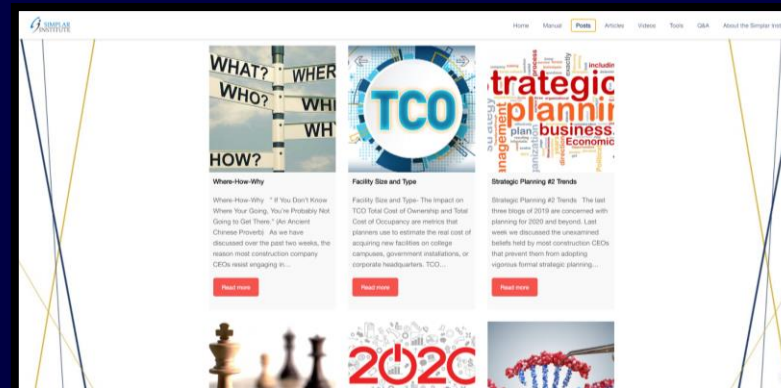 SIMPLAR
INSTITUTE
Home Manual Posts Articles Videos Tools Q&A About the Simplar Insti
WHAT?
WHER
WHO?
WH
WH
HOW?
TCO
including
trategic
plannin
plan business
Economic
management
Where-How-Why
Where-How-Why " If You Don't Know
Where Your Going, You're Probably Not
Going to Get There." (An Ancient
Chinese Proverb) As we have
discussed over the past two weeks, the
reason most construction company
CEOs resist engaging in...
Read more
Facility Size and Type
Facility Size and Type- The Impact on
TCO Total Cost of Ownership and Total
Cost of Occupancy are metrics that
planners use to estimate the real cost of
acquiring new facilities on college
campuses, government installations, or
corporate headquarters. TCO...
Read more
Strategic Planning #2 Trends
Strategic Planning #2 Trends The last
three blogs of 2019 are concerned with
planning for 2020 and beyond. Last
week we discussed the unexamined
beliefs held by most construction CEOs
that prevent them from adopting
vigorous formal strategic planning...
Read more
2020